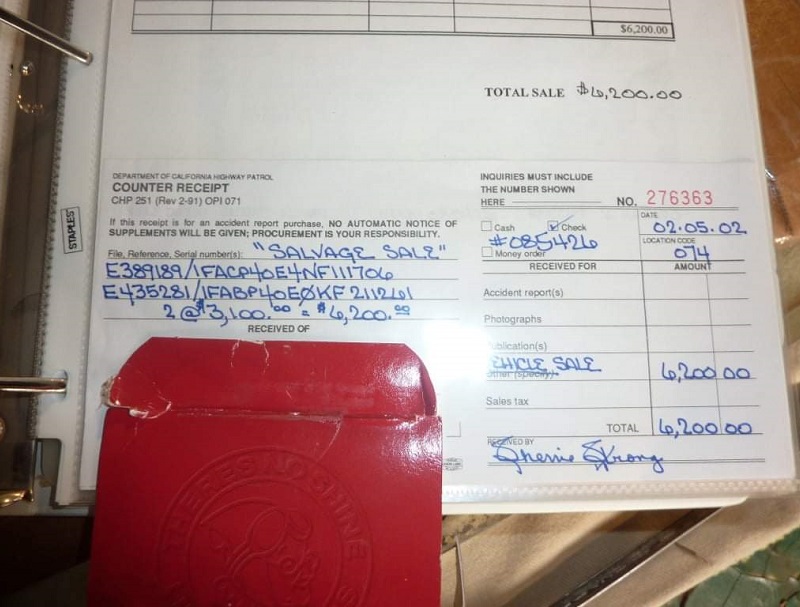 $6,200.00
TOTAL SALE $6,200.00
STAPLES
DEPARTMENT OF CALIFORNIA HIGHWAY PATROL
COUNTER RECEIPT
CHP 251 (Rev 2-91) OPI 071
If this receipt is for an accident report purchase, NO AUTOMATIC NOTICE OF
SUPPLEMENTS WILL BE GIVEN; PROCUREMENT IS YOUR RESPONSIBILITY.
File, Reference, Serial number(s): "SALVAGE SALE"
E389189/1FACP40E4NF111706
E435281/1FABP40E0KF211261
2 @ $3,100.00 = $6,200.00
RECEIVED OF
INQUIRIES MUST INCLUDE
THE NUMBER SHOWN
HERE NO. 276363
Cash Check
#085426
Money order
DATE
02.05.02
LOCATION CODE
074
RECEIVED FOR AMOUNT
Accident report(s)
Photographs
ublication(s)
EHICLE SALE
Other (specify) 6,200 00
Sales tax
TOTAL 6,200 00
RECEIVED BY
Sherrie Strong